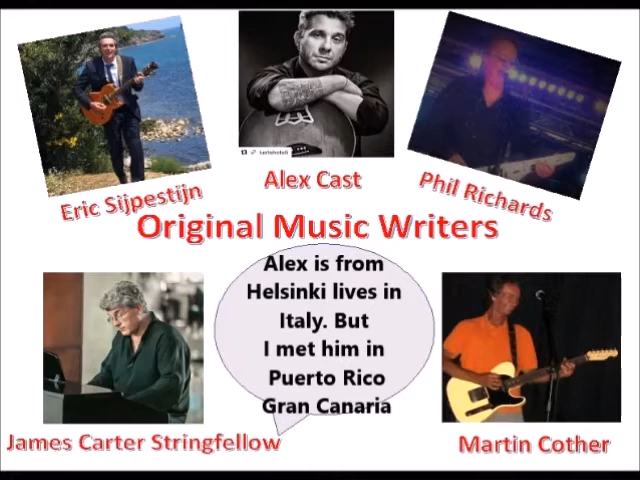 Alex Cast
Eric Sijpestijn
Phil Richards
Original Music Writers
Alex is from
Helsinki lives in
Italy. But
I met him in
Puerto Rico
Gran Canaria
James Carter Stringfellow
Martin Cother